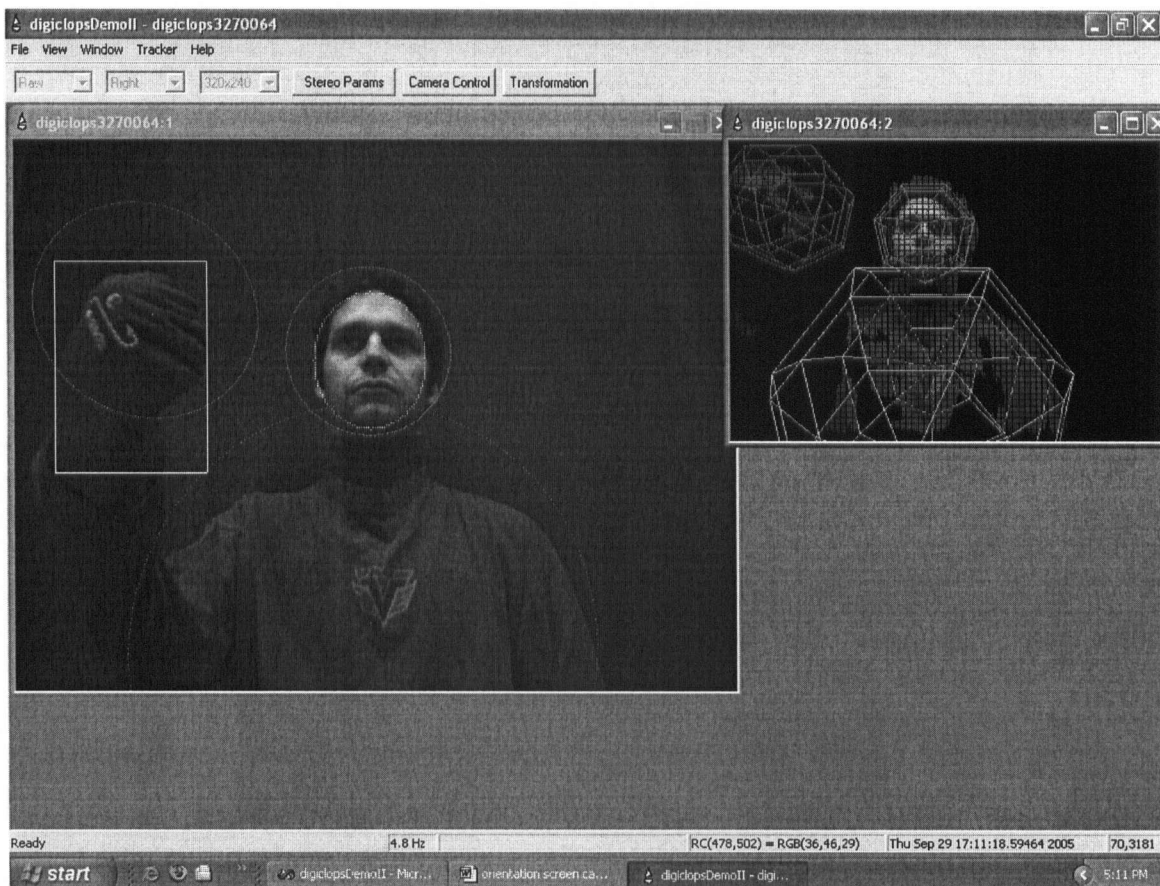 digiclopsDemoII - digiclops3270064
File View Window Tracker Help
Raw Right 320x240 Stereo Params Camera Control Transformation
digiclops3270064:1
digiclops3270064:2
Ready 4.8 Hz RC(478,502) = RGB(36,46,29) Thu Sep 29 17:11:18.59464 2005 70,3181
start digiclopsDemoII - Micr... orientation screen ca... digiclopsDemoII - digi... 5:11 PM